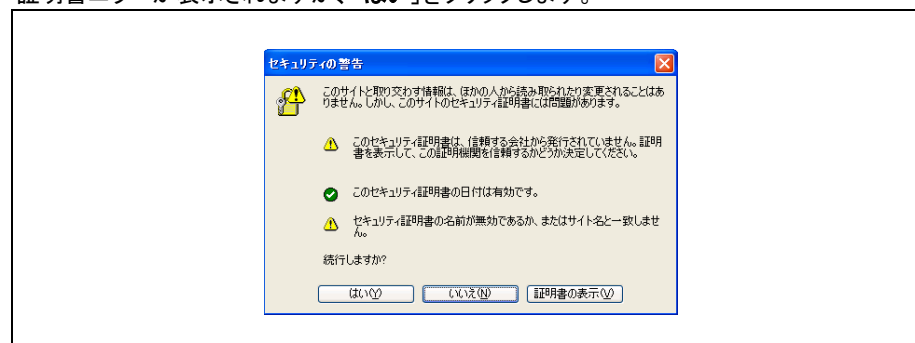 証明書エラーが表示されますが、「はい」をクリックします。
セキュリティの警告
このサイトと取り交わす情報は、ほかの人から読み取られたり変更されることはあ
りません。しかし、このサイトのセキュリティ証明書には問題があります。
このセキュリティ証明書は、信頼する会社から発行されていません。証明
書を表示して、この証明機関を信頼するかどうか決定してください。
このセキュリティ証明書の日付は有効です。
セキュリティ証明書の名前が無効であるか、またはサイト名と一致しませ
ん。
続行しますか?
はい(Y) いいえ(N) 証明書の表示(V)